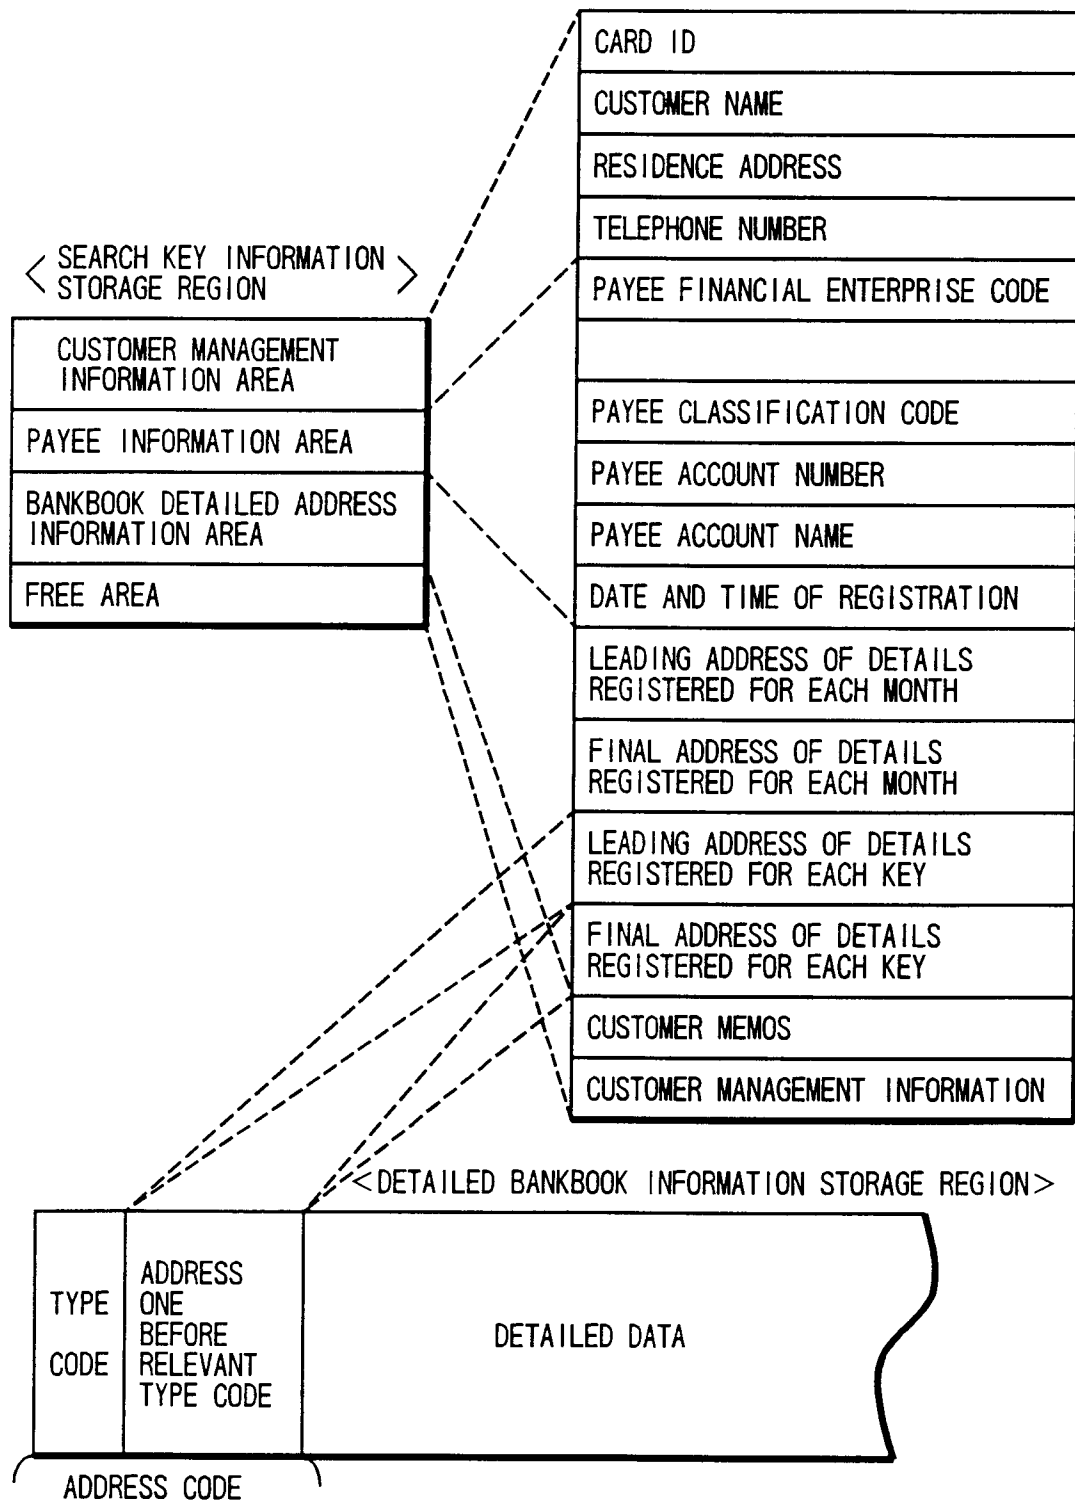 CARD ID
CUSTOMER NAME
RESIDENCE ADDRESS
TELEPHONE NUMBER
PAYEE FINANCIAL ENTERPRISE CODE
PAYEE CLASSIFICATION CODE
PAYEE ACCOUNT NUMBER
PAYEE ACCOUNT NAME
DATE AND TIME OF REGISTRATION
LEADING ADDRESS OF DETAILS
REGISTERED FOR EACH MONTH
FINAL ADDRESS OF DETAILS
REGISTERED FOR EACH MONTH
LEADING ADDRESS OF DETAILS
REGISTERED FOR EACH KEY
FINAL ADDRESS OF DETAILS
REGISTERED FOR EACH KEY
CUSTOMER MEMOS
CUSTOMER MANAGEMENT INFORMATION
<SEARCH KEY INFORMATION
STORAGE REGION>
CUSTOMER MANAGEMENT
INFORMATION AREA
PAYEE INFORMATION AREA
BANKBOOK DETAILED ADDRESS
INFORMATION AREA
FREE AREA
<DETAILED BANKBOOK INFORMATION STORAGE REGION>
TYPE
CODE
ADDRESS
ONE
BEFORE
RELEVANT
TYPE CODE
DETAILED DATA
ADDRESS CODE